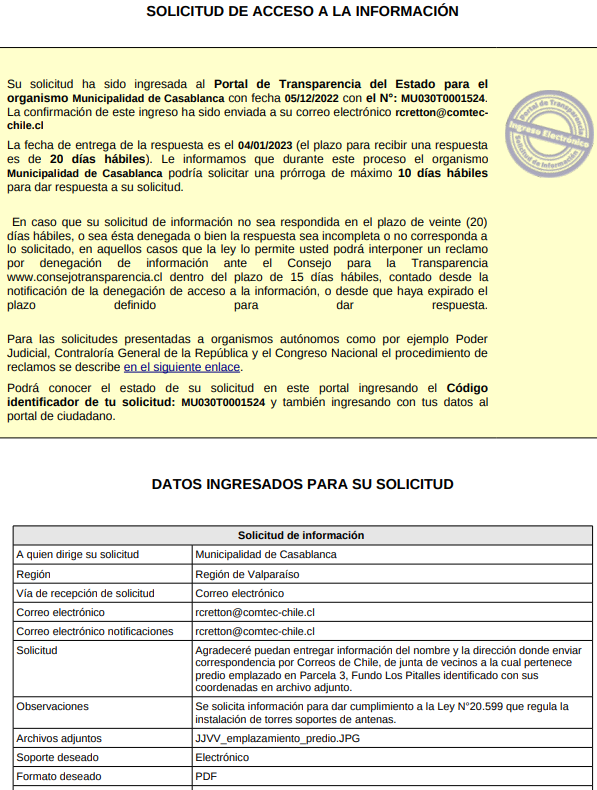 SOLICITUD DE ACCESO A LA INFORMACIÓN
Su solicitud ha sido ingresada al Portal de Transparencia del Estado para el
organismo Municipalidad de Casablanca con fecha 05/12/2022 con el N°: MU030T0001524.
La confirmación de este ingreso ha sido enviada a su correo electrónico rcretton@comtec-
chile.cl
La fecha de entrega de la respuesta es el 04/01/2023 (el plazo para recibir una respuesta
es de 20 días hábiles). Le informamos que durante este proceso el organismo
Municipalidad de Casablanca podría solicitar una prórroga de máximo 10 días hábiles
para dar respuesta a su solicitud.
Portal de Transparencia
Ingreso Electrónico
Solicitud de Información
En caso que su solicitud de información no sea respondida en el plazo de veinte (20)
días hábiles, o sea ésta denegada o bien la respuesta sea incompleta o no corresponda a
lo solicitado, en aquellos casos que la ley lo permite usted podrá interponer un reclamo
por denegación de información ante el Consejo para la Transparencia
www.consejotransparencia.cl dentro del plazo de 15 días hábiles, contado desde la
notificación de la denegación de acceso a la información, o desde que haya expirado el
plazo definido para dar respuesta.
Para las solicitudes presentadas a organismos autónomos como por ejemplo Poder
Judicial, Contraloría General de la República y el Congreso Nacional el procedimiento de
reclamos se describe en el siguiente enlace.
Podrá conocer el estado de su solicitud en este portal ingresando el Código
identificador de tu solicitud: MU030T0001524 y también ingresando con tus datos al
portal de ciudadano.
DATOS INGRESADOS PARA SU SOLICITUD
Solicitud de información
A quien dirige su solicitud Municipalidad de Casablanca
Región Región de Valparaíso
Vía de recepción de solicitud Correo electrónico
Correo electrónico rcretton@comtec-chile.cl
Correo electrónico notificaciones rcretton@comtec-chile.cl
Solicitud Agradeceré puedan entregar información del nombre y la dirección donde enviar
correspondencia por Correos de Chile, de junta de vecinos a la cual pertenece
predio emplazado en Parcela 3, Fundo Los Pitalles identificado con sus
coordenadas en archivo adjunto.
Observaciones Se solicita información para dar cumplimiento a la Ley N°20.599 que regula la
instalación de torres soportes de antenas.
Archivos adjuntos JJVV_emplazamiento_predio.JPG
Soporte deseado Electrónico
Formato deseado PDF